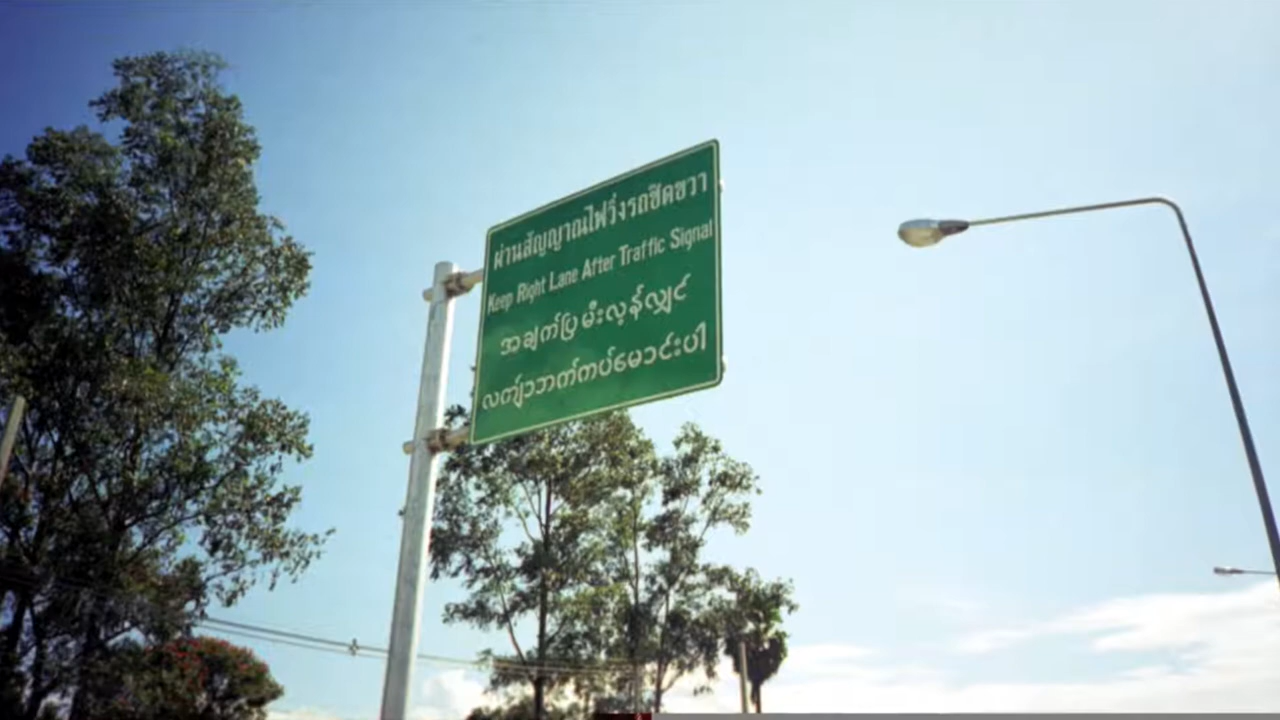 ผ่านสัญญาณไฟวิ่งรถชิดขวา
Keep Right Lane After Traffic Signal
အချက်ပြမီးလွန်လျှင်
လကျ်ာဘက်ကပ်မောင်းပါ